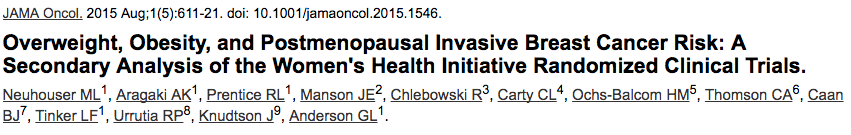 JAMA Oncol. 2015 Aug;1(5):611-21. doi: 10.1001/jamaoncol.2015.1546.
Overweight, Obesity, and Postmenopausal Invasive Breast Cancer Risk: A
Secondary Analysis of the Women's Health Initiative Randomized Clinical Trials.
Neuhouser ML1, Aragaki AK1, Prentice RL1, Manson JE2, Chlebowski R3, Carty CL4, Ochs-Balcom HM5, Thomson CA6, Caan
BJ7, Tinker LF1, Urrutia RP8, Knudtson J9, Anderson GL1.